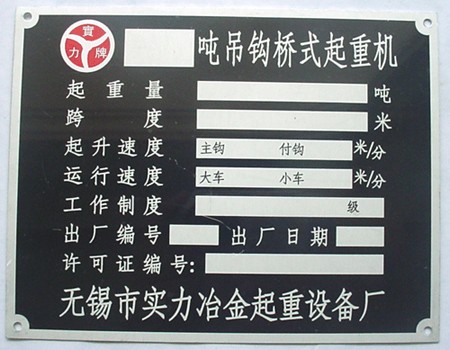 實力牌
吨吊钩桥式起重机
起重量 吨
跨度 米
起升速度 主钩 付钩 米/分
运行速度 大车 小车 米/分
工作制度 级
出厂编号 出厂日期
许可证编号:
无锡市实力冶金起重设备厂